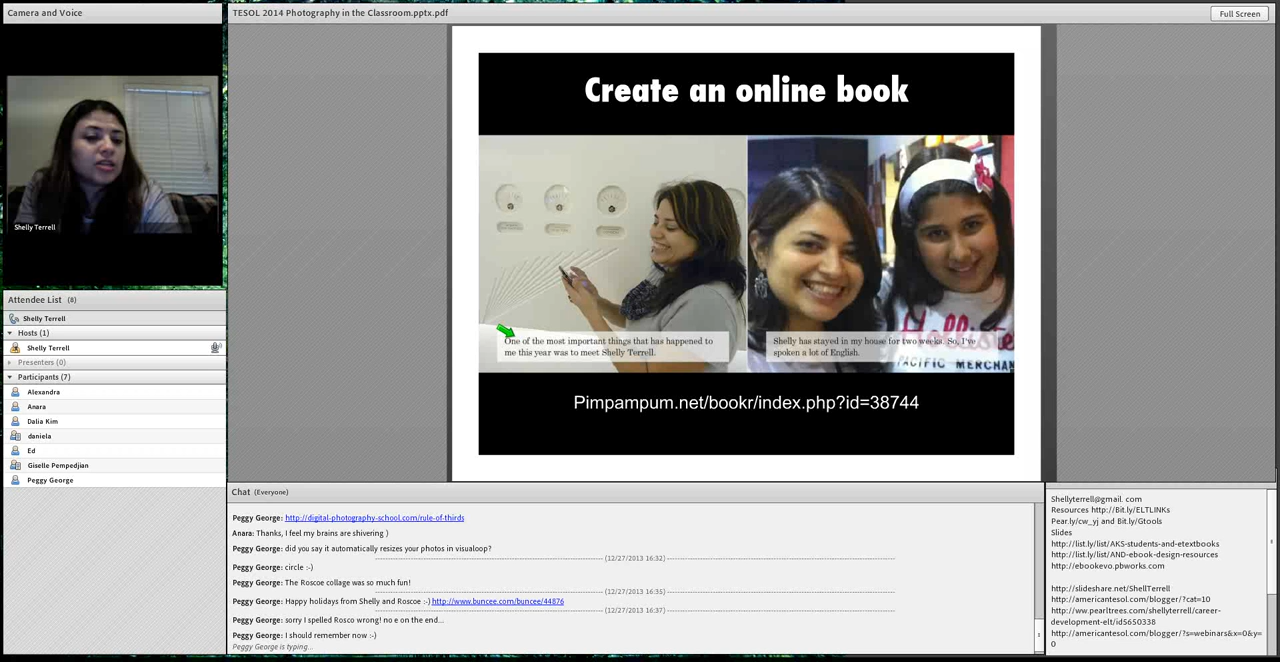 Camera and Voice
Shelly Terrell
Attendee List (8)
Shelly Terrell
Hosts (1)
Shelly Terrell
Presenters (0)
Participants (7)
Alexandra
Anara
Dalia Kim
daniela
Ed
Giselle Pempedjian
Peggy George
TESOL 2014 Photography in the Classroom.pptx.pdf
Full Screen
Create an online book
One of the most important things that has happened to
me this year was to meet Shelly Terrell.
Shelly has stayed in my house for two weeks. So, I've
spoken a lot of English.
Hollister
PACIFIC MERCHAN
Pimpampum.net/bookr/index.php?id=38744
Chat (Everyone)
Peggy George: http://digital-photography-school.com/rule-of-thirds
Anara: Thanks, I feel my brains are shivering )
Peggy George: did you say it automatically resizes your photos in visualoop?
(12/27/2013 16:32)
Peggy George: circle :-)
Peggy George: The Roscoe collage was so much fun!
(12/27/2013 16:35)
Peggy George: Happy holidays from Shelly and Roscoe :-) http://www.buncee.com/buncee/44876
(12/27/2013 16:37)
Peggy George: sorry I spelled Rosco wrong! no e on the end...
Peggy George: I should remember now :-)
Peggy George is typing...
Shellyterrell@gmail. com
Resources http://Bit.ly/ELTLINKs
Pear.ly/cw_yj and Bit.ly/Gtools
Slides
http://list.ly/list/AKS-students-and-etextbooks
http://list.ly/list/AND-ebook-design-resources
http://ebookevo.pbworks.com
http://slideshare.net/ShellTerrell
http://americantesol.com/blogger/?cat=10
http://ww.pearltrees.com/shellyterrell/career-
development-elt/id5650338
http://americantesol.com/blogger/?s=webinars&x=0&y=
0